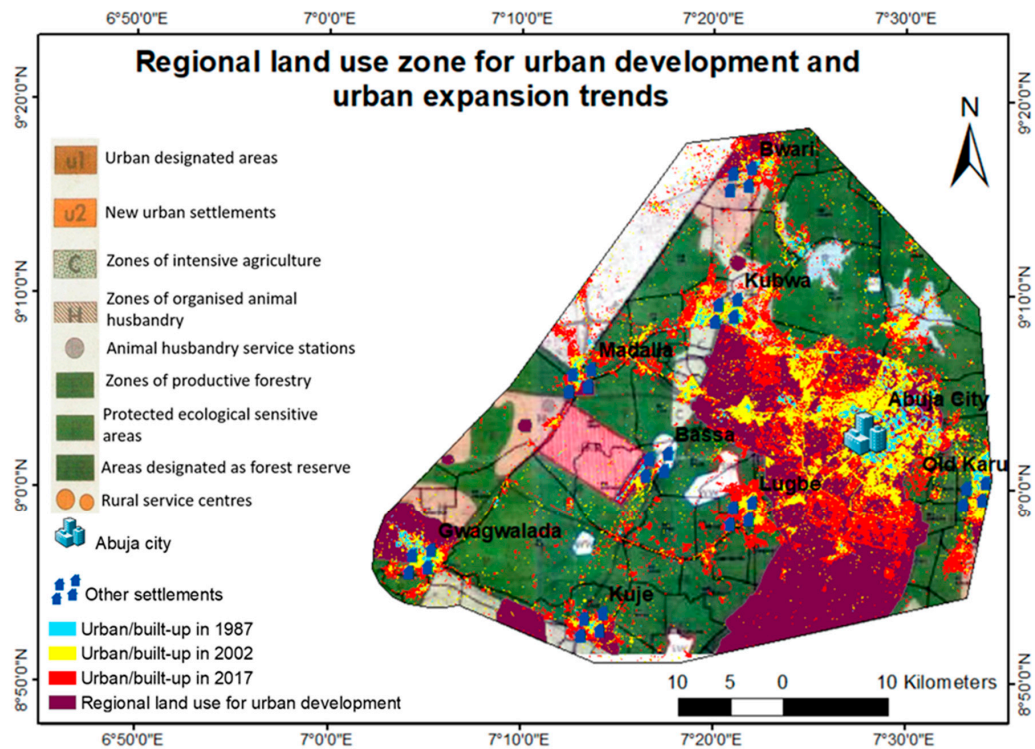 6°50'0"E 7°0'0"E 7°10'0"E 7°20'0"E 7°30'0"E
Regional land use zone for urban development and
urban expansion trends
N
9°20'0"N 9°20'0"N
u1 Urban designated areas
u2 New urban settlements
C Zones of intensive agriculture
H Zones of organised animal
husbandry
Animal husbandry service stations
Zones of productive forestry
Protected ecological sensitive
areas
Areas designated as forest reserve
Rural service centres
Abuja city
Other settlements
Urban/built-up in 1987
Urban/built-up in 2002
Urban/built-up in 2017
Regional land use for urban development
Bwari
Kubwa
9°10'0"N 9°10'0"N
Madalla
Abuja City
C
Bassa
Old Karu
Lugbe
9°0'0"N 9°0'0"N
Gwagwalada
Kuje
8°50'0"N 8°50'0"N
10 5 0 10 Kilometers
6°50'0"E 7°0'0"E 7°10'0"E 7°20'0"E 7°30'0"E